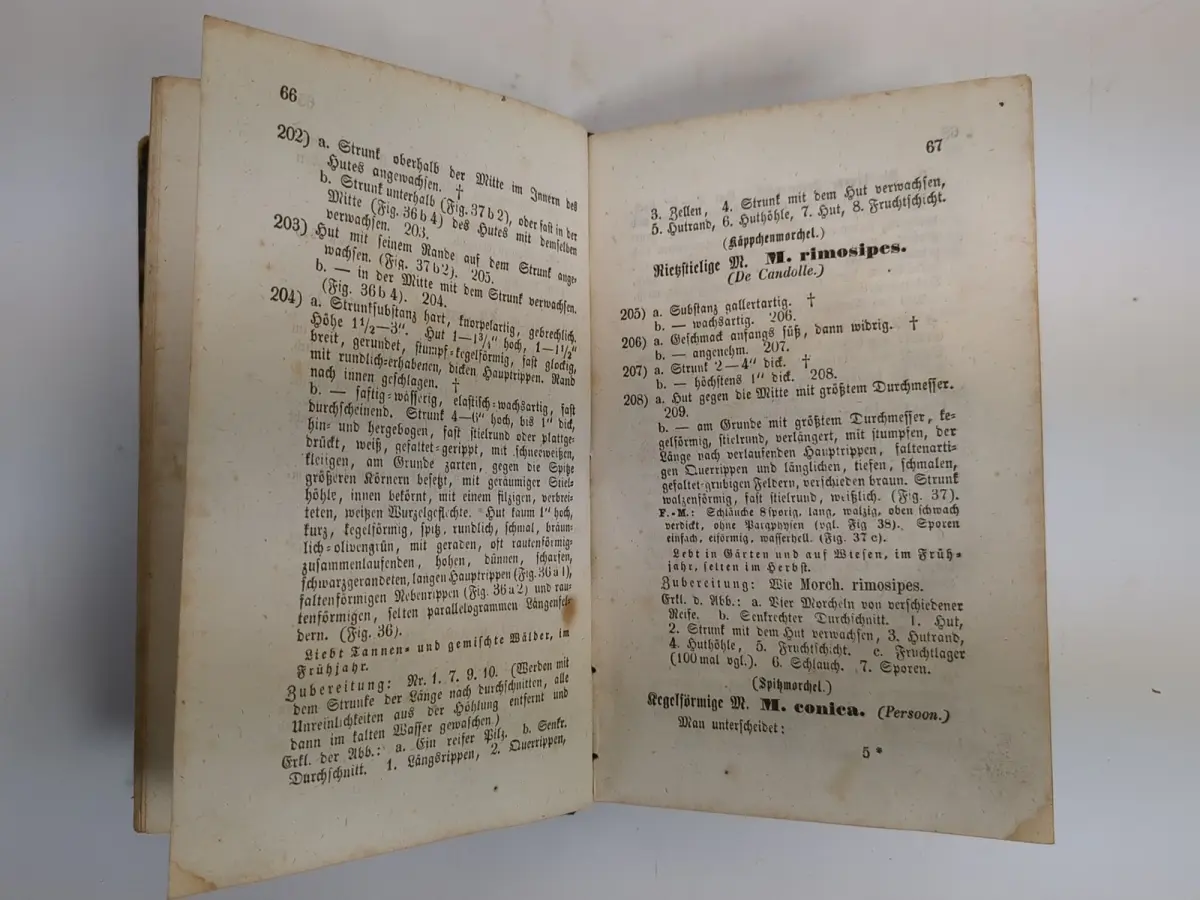 66
202) a. Strunk oberhalb der Mitte im Innern des
Hutes angewachsen. †
b. Strunk unterhalb (Fig. 37 b 2), oder fast in der
Mitte (Fig. 36 b 4) des Hutes mit demselben
verwachsen. 203.
203) Hut mit seinem Rande auf dem Strunk ange-
wachsen. (Fig. 37 b 2). 205.
b. — in der Mitte mit dem Strunk verwachsen.
(Fig. 36 b 4). 204.
204) a. Strunksubstanz hart, knorpelartig, gebrechlich.
Höhe 1 1/2—3". Hut 1—1 3/4" hoch, 1—1 1/2"
breit, gerundet, stumpf-kegelförmig, fast glockig,
mit rundlich-erhabenen, dicken Hauptrippen. Rand
nach innen geschlagen. †
b. — saftig-wässerig, elastisch-wachsartig, fast
durchscheinend. Strunk 4—6" hoch, bis 1" dick,
hin- und hergebogen, fast stielrund oder plattge-
drückt, weiß, gefaltet-gerippt, mit schneeweißen,
kleiigen, am Grunde zarten, gegen die Spitze
größeren Körnern besetzt, mit geräumiger Stiel-
höhle, innen bekörnt, mit einem filzigen, verbrei-
teten, weißen Wurzelgeflechte. Hut kaum 1" hoch,
kurz, kegelförmig, spitz, rundlich, schmal, bräun-
lich-olivengrün, mit geraden, oft rautenförmig-
zusammenlaufenden, hohen, dünnen, scharfen,
schwarzgerandeten, langen Hauptrippen (Fig. 36 a 1),
faltenförmigen Nebenrippen (Fig. 36 a 2) und rau-
tenförmigen, selten parallelogrammen Längenfel-
dern. (Fig. 36).
Liebt Tannen- und gemischte Wälder, im
Frühjahr.
Zubereitung: Nr. 1. 7. 9. 10. (Werden mit
dem Strunke der Länge nach durchschnitten, alle
Unreinlichkeiten aus der Höhlung entfernt und
dann im kalten Wasser gewaschen.)
Erkl. der Abb.: a. Ein reifer Pilz. b. Senkr.
Durchschnitt. 1. Längsrippen, 2. Querrippen,
67
3. Zellen, 4. Strunk mit dem Hut verwachsen,
5. Hutrand, 6. Huthöhle, 7. Hut, 8. Fruchtschicht.
(Käppchenmorchel.)
Rietzstielige M. M. rimosipes.
(De Candolle.)
205) a. Substanz gallertartig. †
b. — wachsartig. 206.
206) a. Geschmack anfangs süß, dann widrig. †
b. — angenehm. 207.
207) a. Strunk 2—4" dick. †
b. — höchstens 1" dick. 208.
208) a. Hut gegen die Mitte mit größtem Durchmesser.
209.
b. — am Grunde mit größtem Durchmesser, ke-
gelförmig, stielrund, verlängert, mit stumpfen, der
Länge nach verlaufenden Hauptrippen, faltenarti-
gen Querrippen und länglichen, tiefen, schmalen,
gefaltet-grubigen Feldern, verschieden braun. Strunk
walzenförmig, fast stielrund, weißlich. (Fig. 37).
F.-M.: Schläuche 8sporig, lang, walzig, oben schwach
verdickt, ohne Paraphysen (vgl. Fig 38). Sporen
einfach, eiförmig, wasserhell. (Fig. 37 c).
Lebt in Gärten und auf Wiesen, im Früh-
jahr, selten im Herbst.
Zubereitung: Wie Morch. rimosipes.
Erkl. d. Abb.: a. Vier Morcheln von verschiedener
Reife. b. Senkrechter Durchschnitt. 1. Hut,
2. Strunk mit dem Hut verwachsen, 3. Hutrand,
4. Huthöhle, 5. Fruchtschicht. c. Fruchtlager
(100 mal vgl.). 6. Schlauch. 7. Sporen.
(Spitzmorchel.)
Kegelförmige M. M. conica. (Persoon.)
Man unterscheidet:
5 *